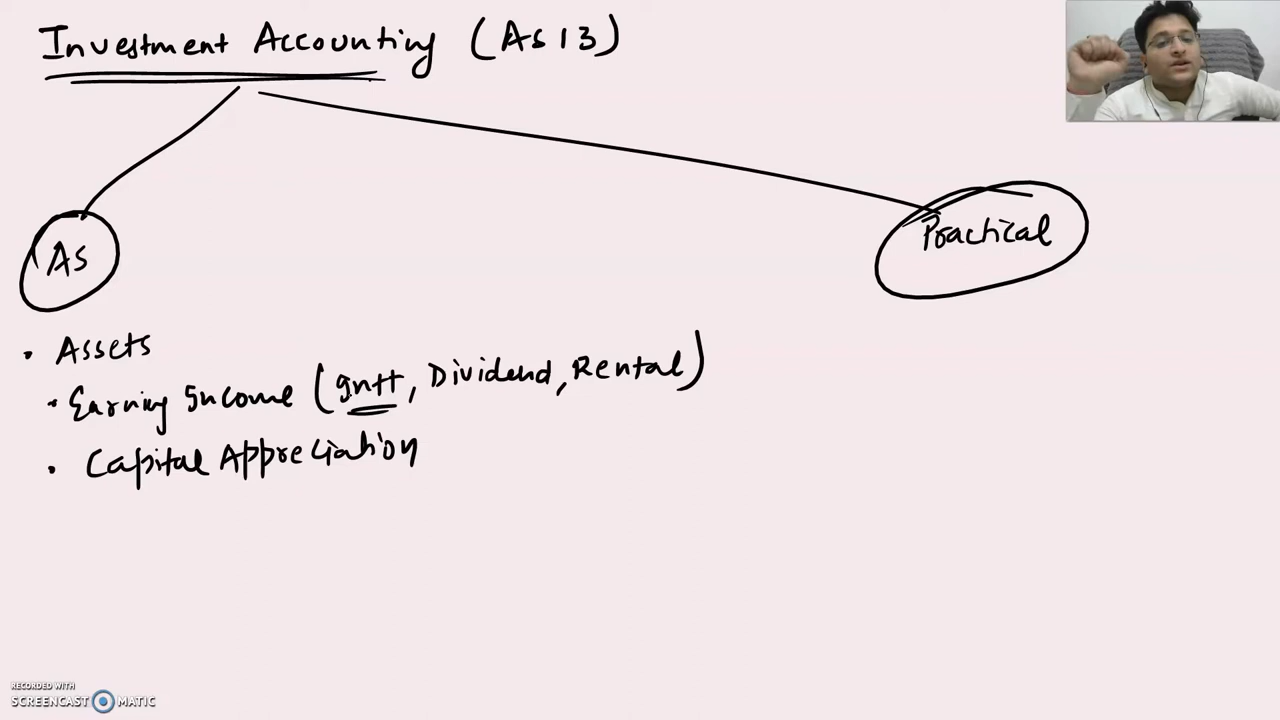 Investment Accounting (As 13)
As
Practical
• Assets
• Earning Income (Intt, Dividend, Rental)
• Capital Appreciation
RECORDED WITH
SCREENCAST MATIC